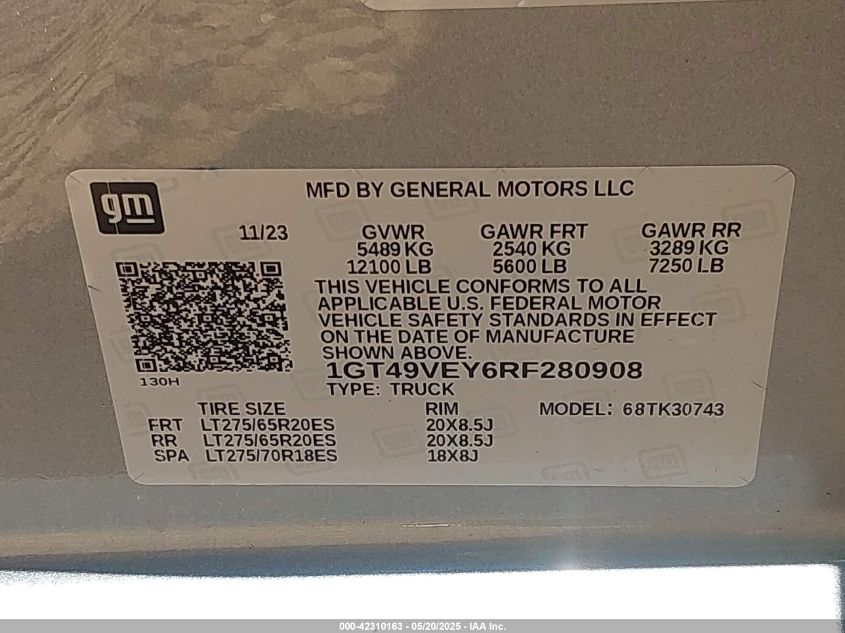 gm
MFD BY GENERAL MOTORS LLC
11/23 GVWR GAWR FRT GAWR RR
5489 KG 2540 KG 3289 KG
12100 LB 5600 LB 7250 LB
THIS VEHICLE CONFORMS TO ALL
APPLICABLE U.S. FEDERAL MOTOR
VEHICLE SAFETY STANDARDS IN EFFECT
ON THE DATE OF MANUFACTURE
SHOWN ABOVE.
130H
1GT49VEY6RF280908
TYPE: TRUCK
TIRE SIZE RIM MODEL: 68TK30743
FRT LT275/65R20ES 20X8.5J
RR LT275/65R20ES 20X8.5J
SPA LT275/70R18ES 18X8J
000-42310163 - 05/20/2025 - IAA Inc.